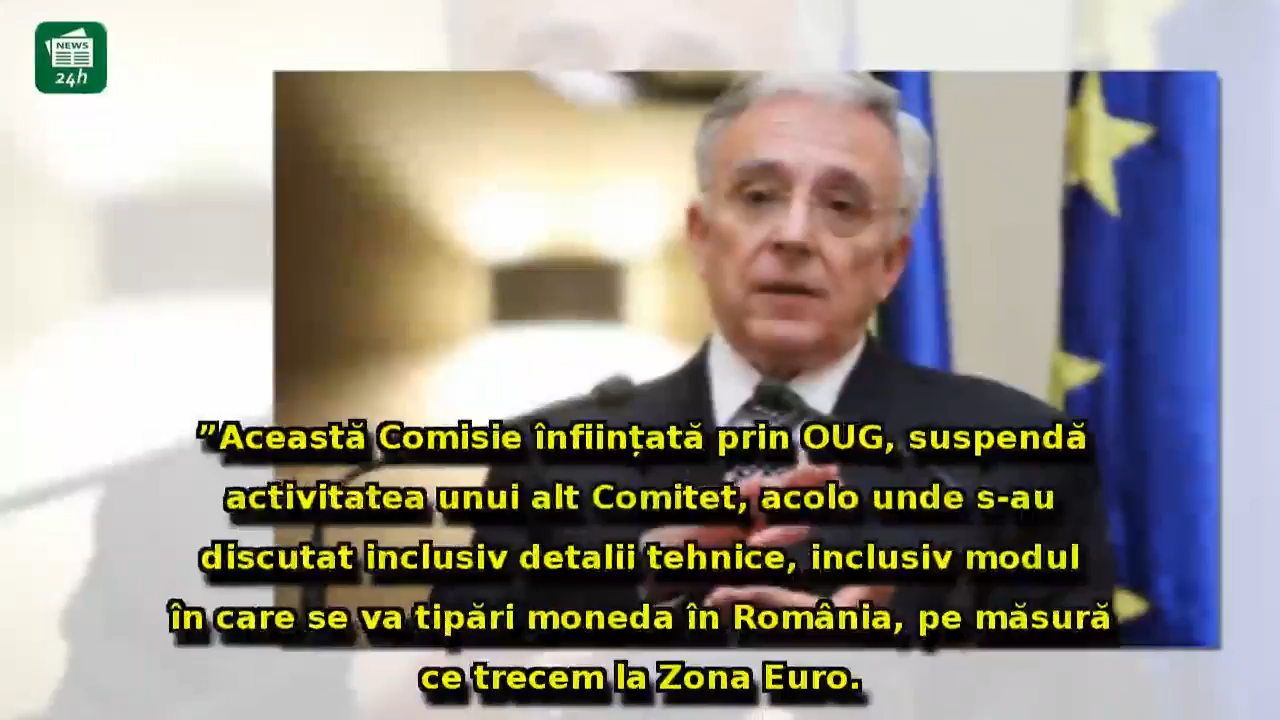 NEWS
24h
”Această Comisie înființată prin OUG, suspendă
activitatea unui alt Comitet, acolo unde s-au
discutat inclusiv detalii tehnice, inclusiv modul
în care se va tipări moneda în România, pe măsură
ce trecem la Zona Euro.